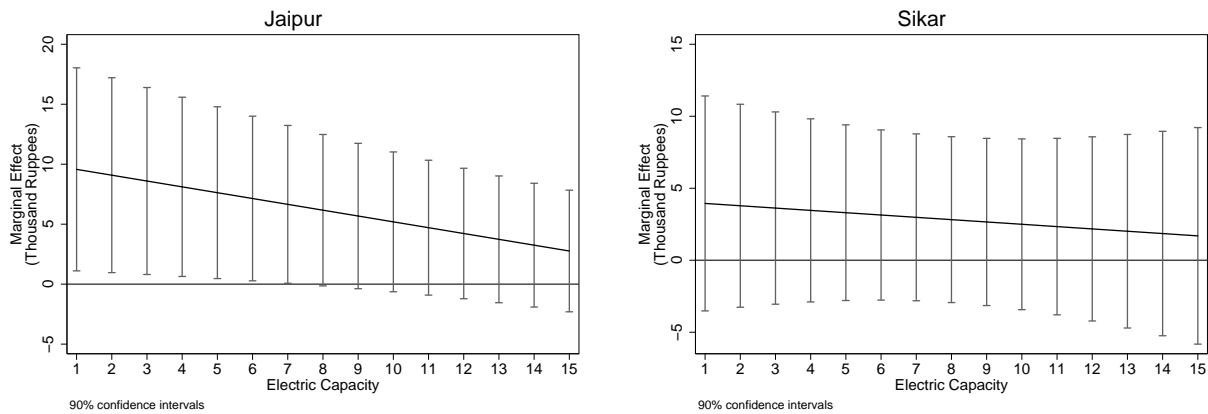 Jaipur
20
15
10
5
0
−5
Marginal Effect
(Thousand Ruppees)
1 2 3 4 5 6 7 8 9 10 11 12 13 14 15
Electric Capacity
90% confidence intervals
Sikar
15
10
5
0
−5
Marginal Effect
(Thousand Ruppees)
1 2 3 4 5 6 7 8 9 10 11 12 13 14 15
Electric Capacity
90% confidence intervals